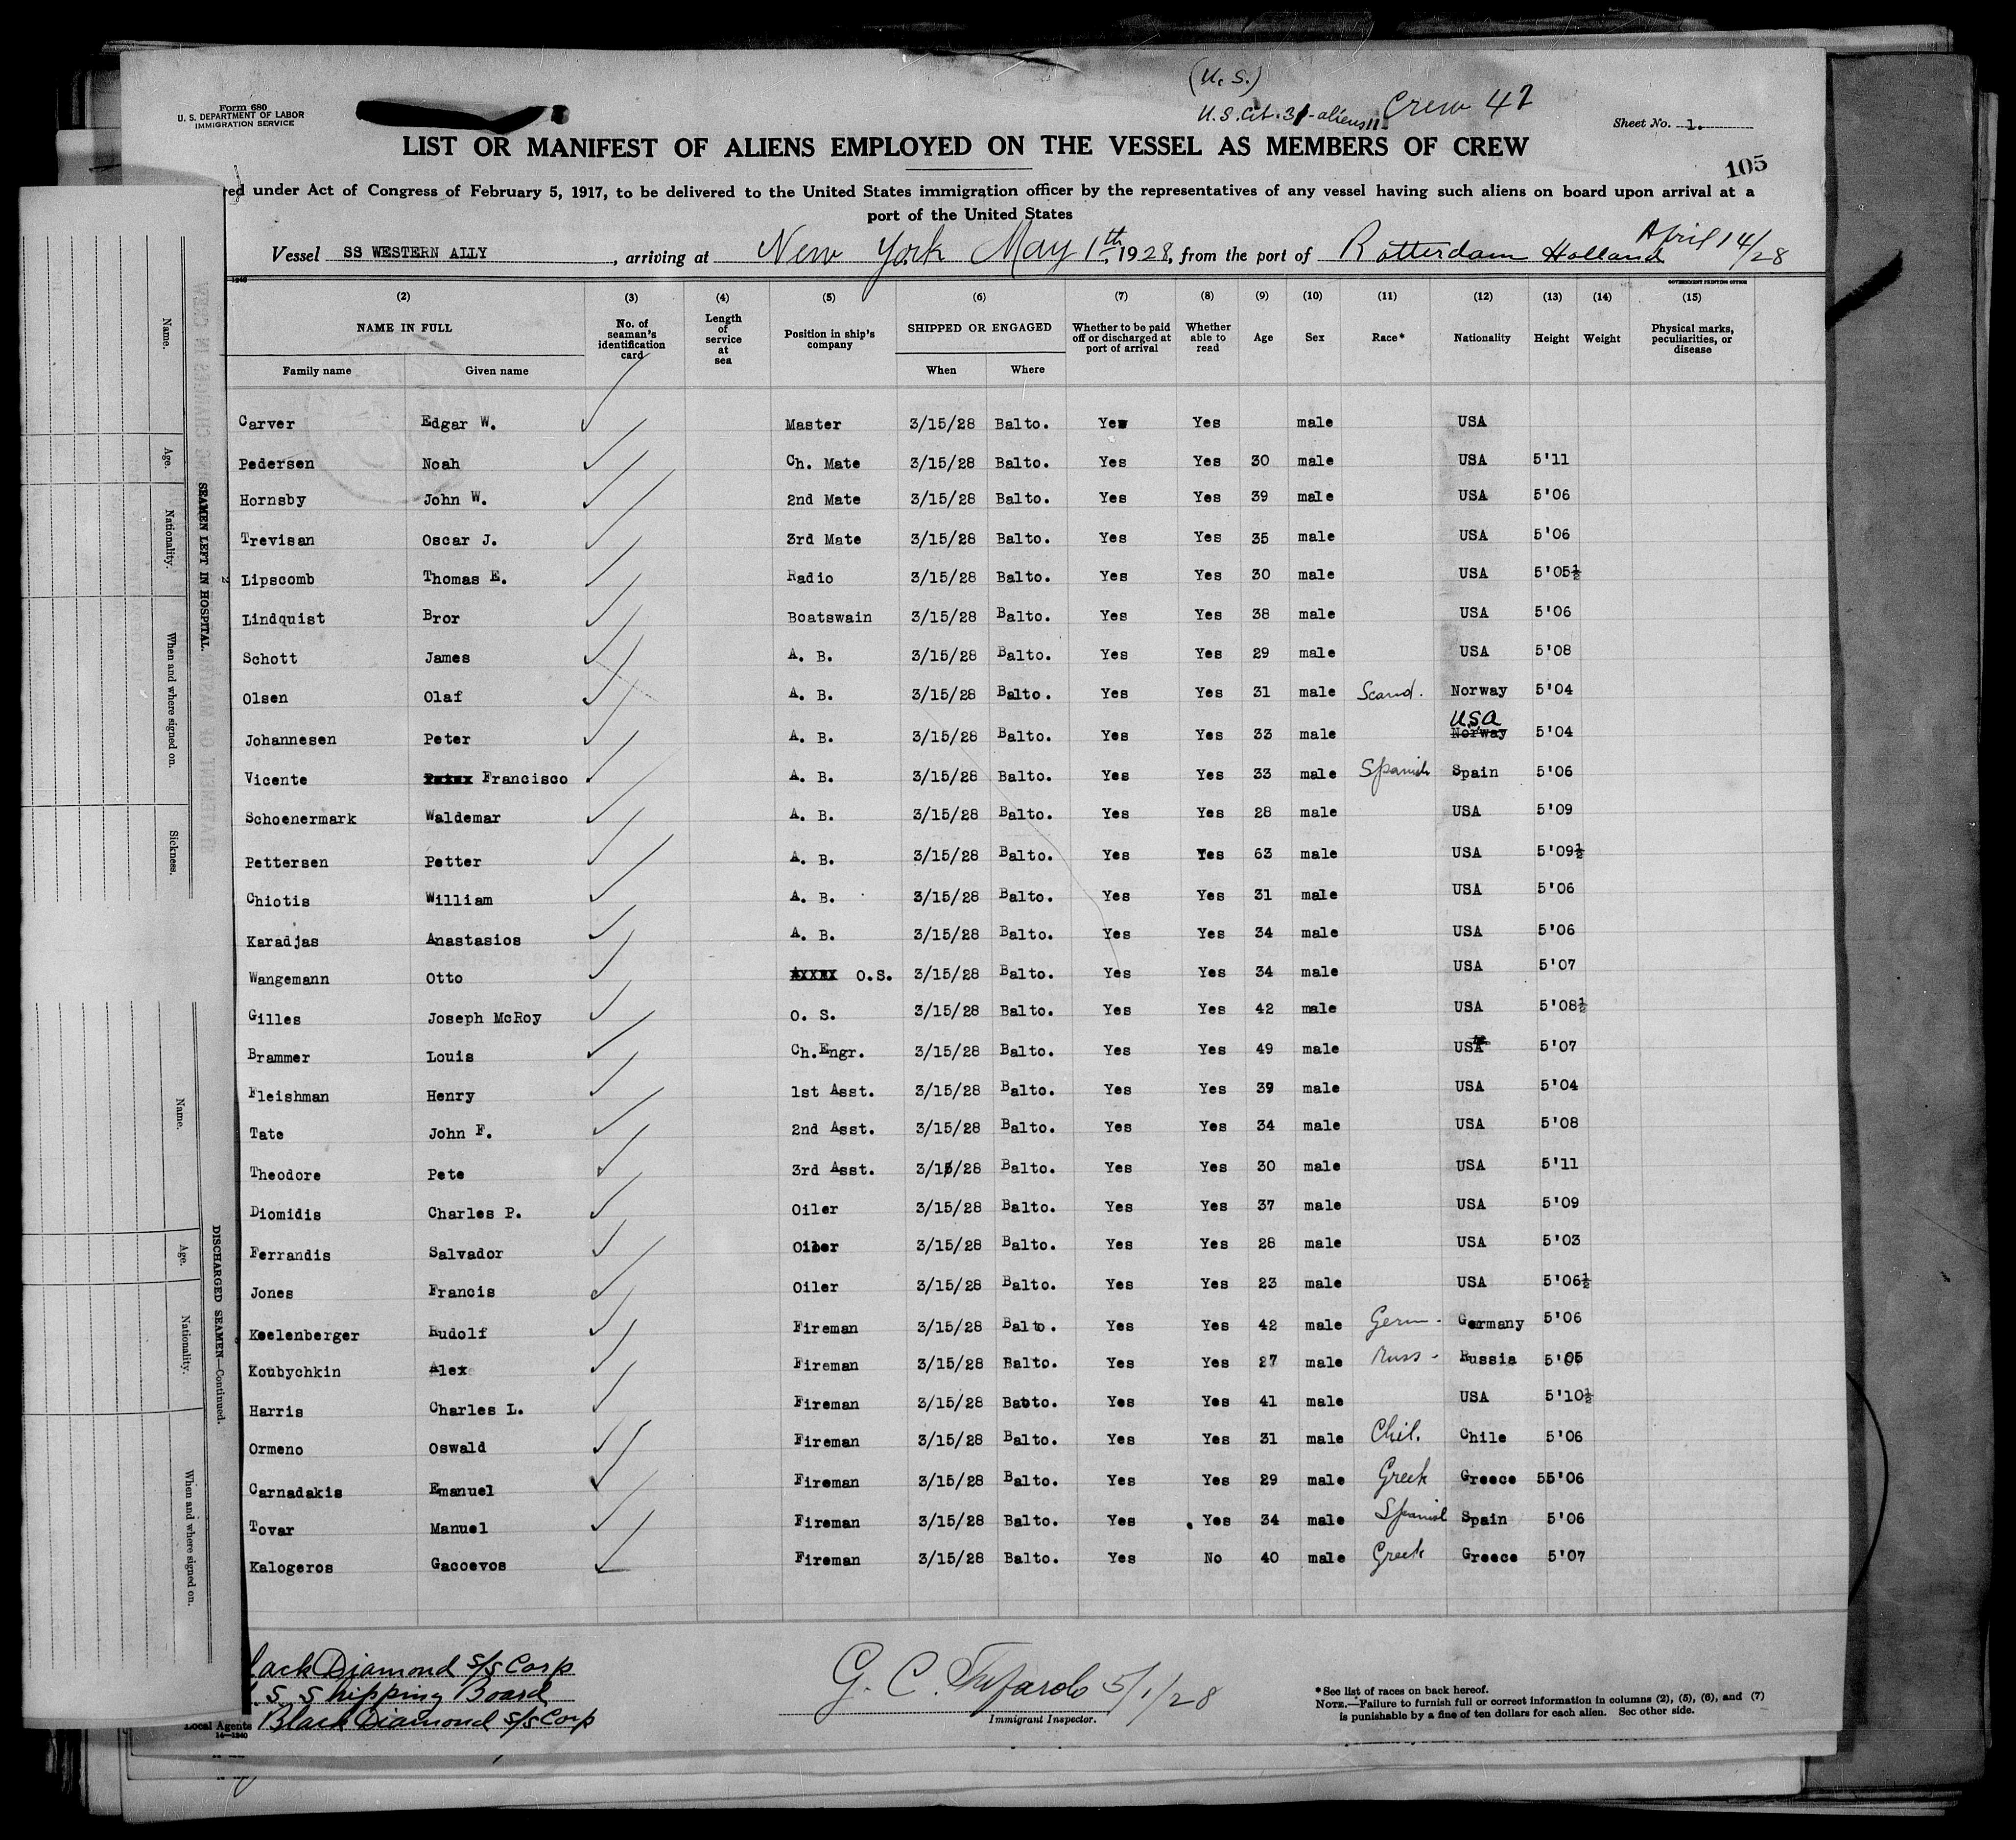 (U. S.)
U.S. Cit. 31 - aliens 11 - Crew 42
Form 680
U. S. DEPARTMENT OF LABOR
IMMIGRATION SERVICE
Sheet No. 1.
LIST OR MANIFEST OF ALIENS EMPLOYED ON THE VESSEL AS MEMBERS OF CREW
105
under Act of Congress of February 5, 1917, to be delivered to the United States immigration officer by the representatives of any vessel having such aliens on board upon arrival at a
port of the United States
Vessel SS WESTERN ALLY, arriving at New York May 1th, 1928, from the port of Rotterdam Holland April 14/28
(2) (3) (4) (5) (6) (7) (8) (9) (10) (11) (12) (13) (14) (15)
NAME IN FULL No. of seaman's identification card Length of service at sea Position in ship's company SHIPPED OR ENGAGED Whether to be paid off or discharged at port of arrival Whether able to read Age Sex Race* Nationality Height Weight Physical marks, peculiarities, or disease
Family name Given name When Where
Carver Edgar W. Master 3/15/28 Balto. Yes Yes male USA
Pedersen Noah Ch. Mate 3/15/28 Balto. Yes Yes 30 male USA 5'11
Hornsby John W. 2nd Mate 3/15/28 Balto. Yes Yes 39 male USA 5'06
Trevisan Oscar J. 3rd Mate 3/15/28 Balto. Yes Yes 35 male USA 5'06
Lipscomb Thomas E. Radio 3/15/28 Balto. Yes Yes 30 male USA 5'05½
Lindquist Bror Boatswain 3/15/28 Balto. Yes Yes 38 male USA 5'06
Schott James A. B. 3/15/28 Balto. Yes Yes 29 male USA 5'08
Olsen Olaf A. B. 3/15/28 Balto. Yes Yes 31 male Scand. Norway 5'04
USA
Johannesen Peter A. B. 3/15/28 Balto. Yes Yes 33 male Norway 5'04
Vicente Francisco A. B. 3/15/28 Balto. Yes Yes 33 male Spanish Spain 5'06
Schoenermark Waldemar A. B. 3/15/28 Balto. Yes Yes 28 male USA 5'09
Pettersen Petter A. B. 3/15/28 Balto. Yes Yes 63 male USA 5'09½
Chiotis William A. B. 3/15/28 Balto. Yes Yes 31 male USA 5'06
Karadjas Anastasios A. B. 3/15/28 Balto. Yes Yes 34 male USA 5'06
Wangemann Otto O.S. 3/15/28 Balto. Yes Yes 34 male USA 5'07
Gilles Joseph McRoy O. S. 3/15/28 Balto. Yes Yes 42 male USA 5'08½
Brammer Louis Ch.Engr. 3/15/28 Balto. Yes Yes 49 male USA 5'07
Fleishman Henry 1st Asst. 3/15/28 Balto. Yes Yes 39 male USA 5'04
Tate John F. 2nd Asst. 3/15/28 Balto. Yes Yes 34 male USA 5'08
Theodore Pete 3rd Asst. 3/15/28 Balto. Yes Yes 30 male USA 5'11
Diomidis Charles P. Oiler 3/15/28 Balto. Yes Yes 37 male USA 5'09
Ferrandis Salvador Oiler 3/15/28 Balto. Yes Yes 28 male USA 5'03
Jones Francis Oiler 3/15/28 Balto. Yes Yes 23 male USA 5'06½
Keelenberger Rudolf Fireman 3/15/28 Balto. Yes Yes 42 male Germ - Germany 5'06
Koubychkin Alex Fireman 3/15/28 Balto. Yes Yes 27 male Russ - Russia 5'05
Harris Charles L. Fireman 3/15/28 Batto. Yes Yes 41 male USA 5'10½
Ormeno Oswald Fireman 3/15/28 Balto. Yes Yes 31 male Chil. Chile 5'06
Carnadakis Emanuel Fireman 3/15/28 Balto. Yes Yes 29 male Greek Greece 55'06
Tovar Manuel Fireman 3/15/28 Balto. Yes Yes 34 male Spanish Spain 5'06
Kalogeros Gacoevos Fireman 3/15/28 Balto. Yes No 40 male Greek Greece 5'07
Black Diamond S/S Corp
S. Shipping Board
Local Agents Black Diamond S/S Corp
14—1240
G. C. 5/1/28
Immigrant Inspector.
* See list of races on back hereof.
NOTE.—Failure to furnish full or correct information in columns (2), (5), (6), and (7)
is punishable by a fine of ten dollars for each alien. See other side.
SEAMEN LEFT IN HOSPITAL.
Name. Age. Nationality. When and where signed on. Sickness.
DISCHARGED SEAMEN—Continued.
Name. Age. Nationality. When and where signed on.